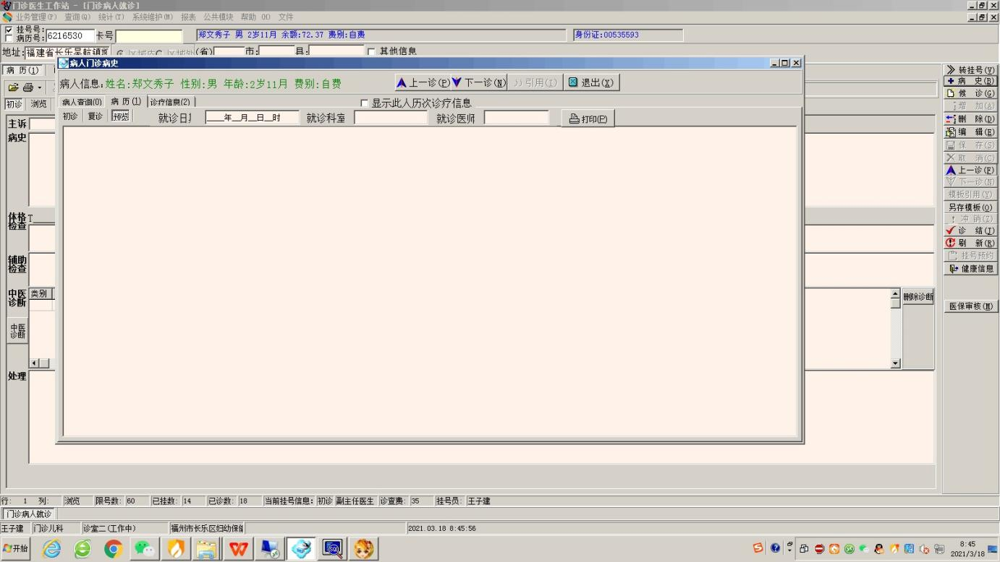 门诊医生工作站 - [门诊病人就诊]
业务管理(P) 查询(Q) 统计(T) 系统维护(M) 报表 公共模块 帮助 (H) 文件
挂号号: 6216530 卡号
病历号:
郑文秀子 男 2岁11月 余额:72.37 费别:自费
身份证:00535593
地址: 福建省长乐吴航镇 区域内 区域外 (省) 市: 县: 其他信息
病人门诊病史
病 历(1)
病人信息.姓名:郑文秀子 性别:男 年龄:2岁11月 费别:自费
上一诊(P) 下一诊(N) 引用(I) 退出(X)
病人查询(0) 病 历(1) 诊疗信息(2)
显示此人历次诊疗信息
初诊 浏览
初诊 复诊 预览
就诊日 ____年__月__日__时 就诊科室 就诊医师 打印(P)
主诉
病史
体格检查 T
辅助检查
中医诊断 类别
中医诊断
处理
转挂号(V)
病 史(B)
候 诊(G)
增 加(A)
删 除(D)
编 辑(E)
保 存(S)
取 消(C)
上一诊(F)
下一诊(N)
模板引用(Y)
另存模板(O)
冲 销(Z)
诊 结(J)
刷 新(R)
挂号预约
健康信息
删除诊断
医保审核(M)
行: 1 列: 浏览 限号数: 60 已挂数: 14 已诊数: 18 当前挂号信息: 初诊 副主任医生 诊查费: 35 挂号员: 王子建
门诊病人就诊
王子建 门诊儿科 诊室二(工作中) 福州市长乐区妇幼保健 2021.03.18 8:45:56
开始
8:45
2021/3/18